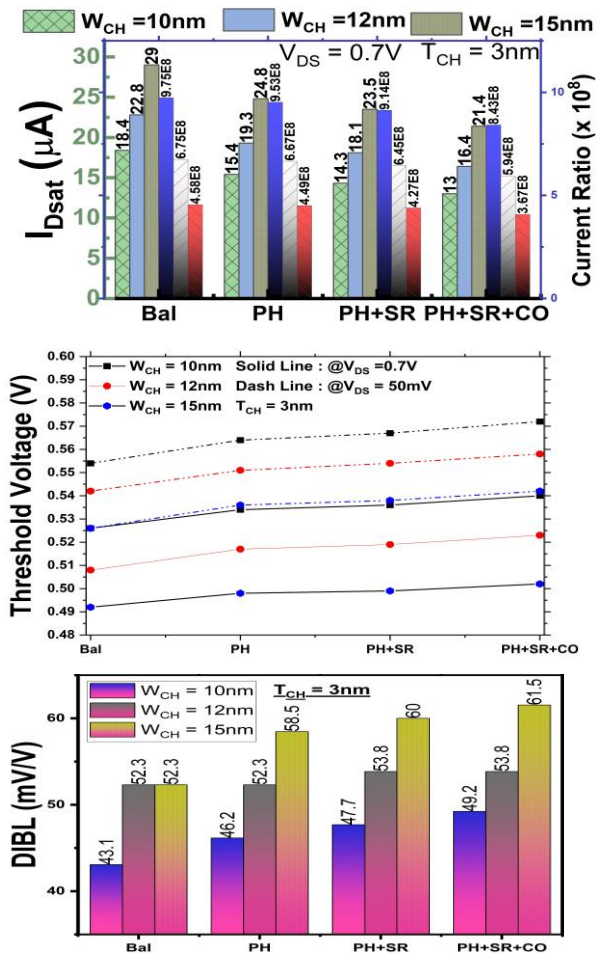 W_CH =10nm W_CH =12nm W_CH =15nm
V_DS = 0.7V T_CH = 3nm
I_Dsat (µA)
30
25
20
15
10
5
0
18.4 22.8 29 9.75E8 6.75E8 4.58E8
15.4 19.3 24.8 9.53E8 6.67E8 4.49E8
14.3 18.1 23.5 9.14E8 6.45E8 4.27E8
13 16.4 21.4 8.43E8 5.94E8 3.67E8
10
5
0
Current Ratio (x 10^8)
Bal PH PH+SR PH+SR+CO
Threshold Voltage (V)
0.60
0.59
0.58
0.57
0.56
0.55
0.54
0.53
0.52
0.51
0.50
0.49
0.48
W_CH = 10nm Solid Line : @V_DS =0.7V
W_CH = 12nm Dash Line : @V_DS = 50mV
W_CH = 15nm T_CH = 3nm
Bal PH PH+SR PH+SR+CO
DIBL (mV/V)
60
50
40
W_CH = 10nm T_CH = 3nm
W_CH = 12nm
W_CH = 15nm
43.1 52.3 52.3
46.2 52.3 58.5
47.7 53.8 60
49.2 53.8 61.5
Bal PH PH+SR PH+SR+CO